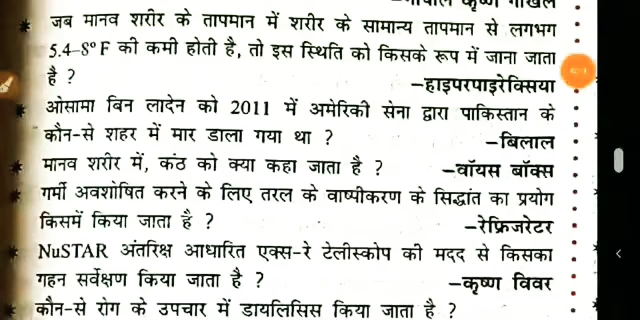 –गोपाल कृष्ण गोखले
जब मानव शरीर के तापमान में शरीर के सामान्य तापमान से लगभग
5.4–8°F की कमी होती है, तो इस स्थिति को किसके रूप में जाना जाता
है ? –हाइपरपाइरेक्सिया
ओसामा बिन लादेन को 2011 में अमेरिकी सेना द्वारा पाकिस्तान के
कौन-से शहर में मार डाला गया था ? –बिलाल
मानव शरीर में, कंठ को क्या कहा जाता है ? –वॉयस बॉक्स
गर्मी अवशोषित करने के लिए तरल के वाष्पीकरण के सिद्धांत का प्रयोग
किसमें किया जाता है ? –रेफ्रिजरेटर
NuSTAR अंतरिक्ष आधारित एक्स-रे टेलीस्कोप की मदद से किसका
गहन सर्वेक्षण किया जाता है ? –कृष्ण विवर
कौन-से रोग के उपचार में डायलिसिस किया जाता है ?